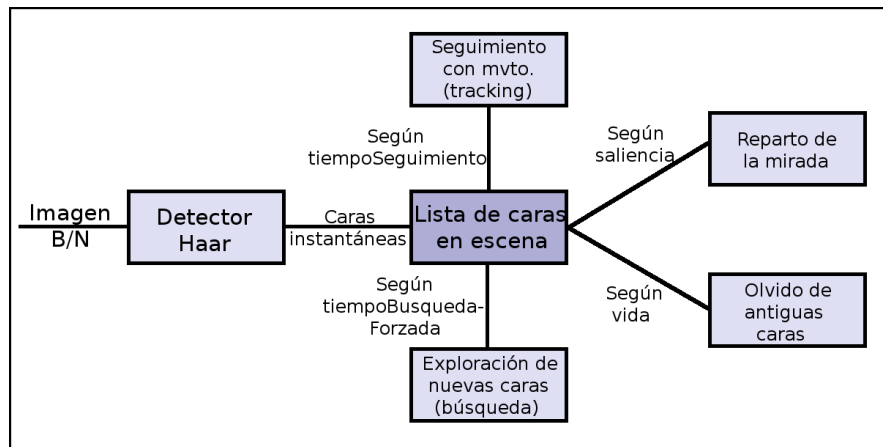 Seguimiento
con mvto.
(tracking)
Según
tiempoSeguimiento
Según
saliencia
Reparto de
la mirada
Imagen
B/N
Detector
Haar
Caras
instantáneas
Lista de caras
en escena
Según
tiempoBusqueda-
Forzada
Según
vida
Olvido de
antiguas
caras
Exploración de
nuevas caras
(búsqueda)